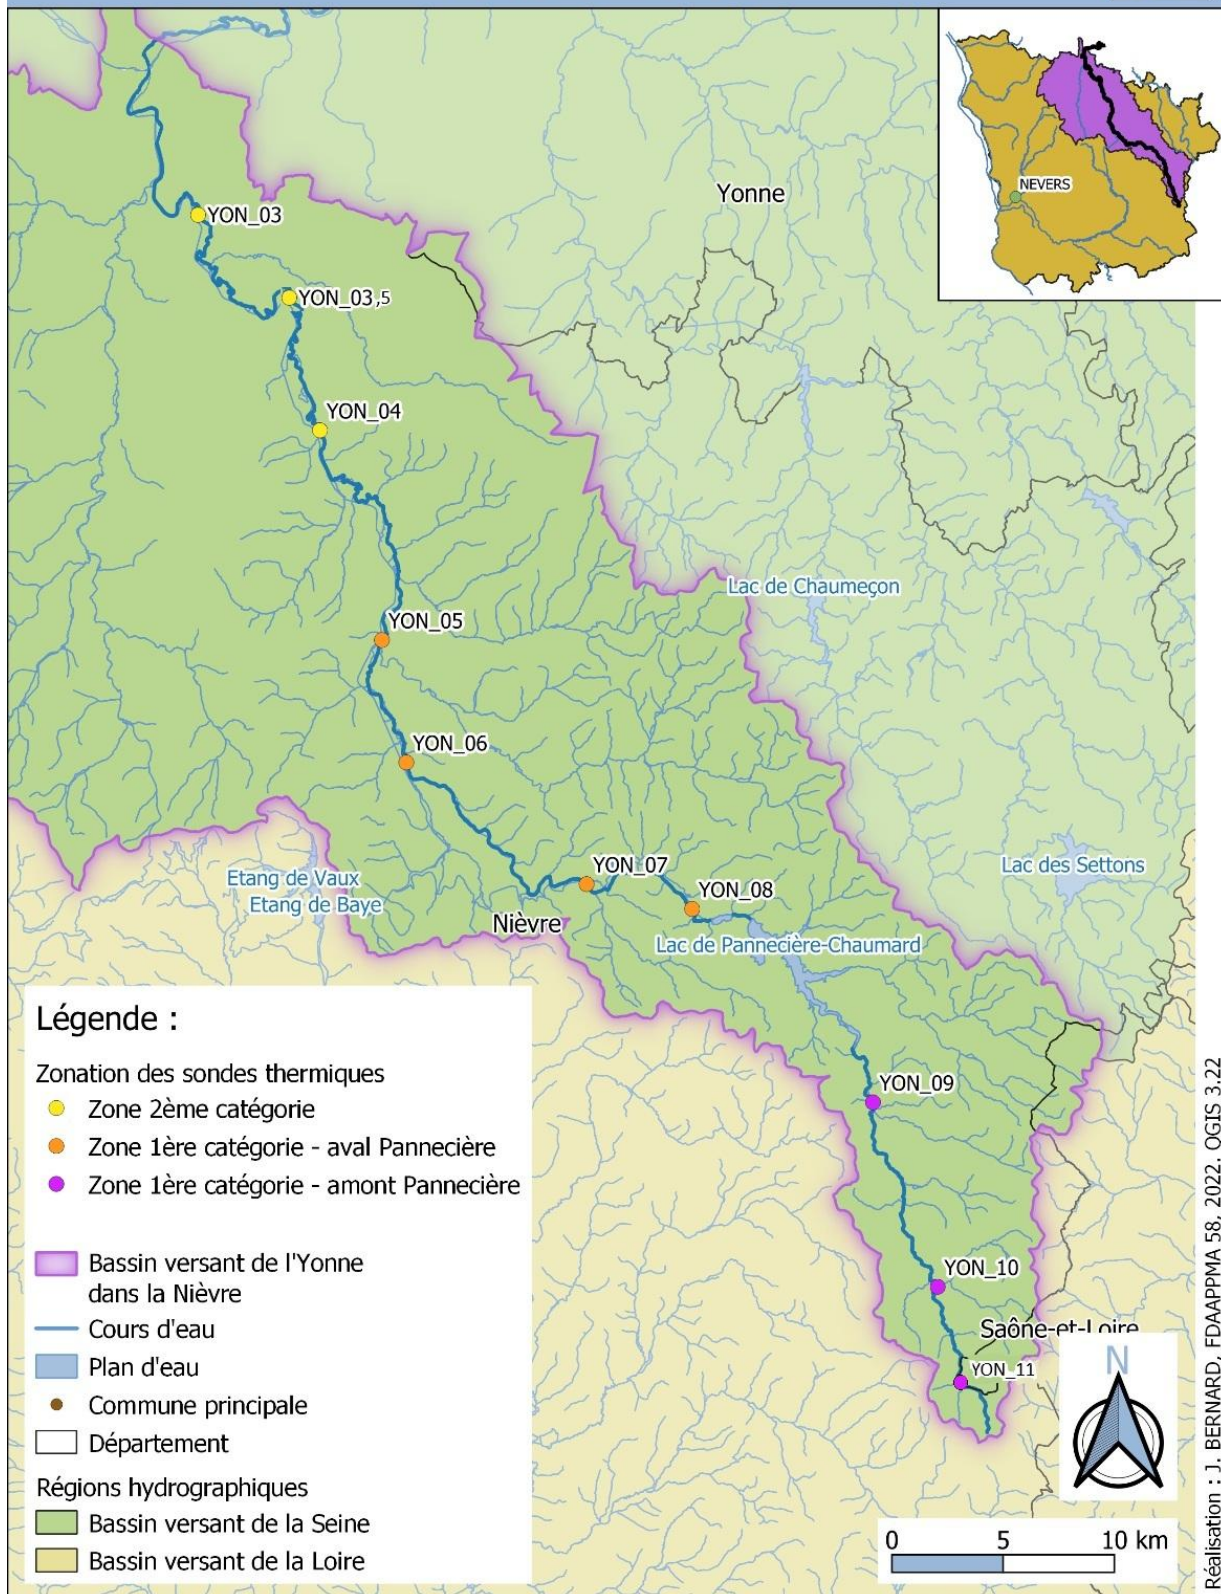 NEVERS
Yonne
YON_03
YON_03,5
YON_04
Lac de Chaumeçon
YON_05
YON_06
YON_07
Lac des Settons
Etang de Vaux
Etang de Baye
YON_08
Nièvre
Lac de Pannecière-Chaumard
YON_09
YON_10
Saône-et-Loire
YON_11
N
Légende :
Zonation des sondes thermiques
Zone 2ème catégorie
Zone 1ère catégorie - aval Pannecière
Zone 1ère catégorie - amont Pannecière
Bassin versant de l'Yonne
dans la Nièvre
Cours d'eau
Plan d'eau
Commune principale
Département
Régions hydrographiques
Bassin versant de la Seine
Bassin versant de la Loire
0 5 10 km
Réalisation : J. BERNARD, FDAAPPMA 58, 2022, QGIS 3.22